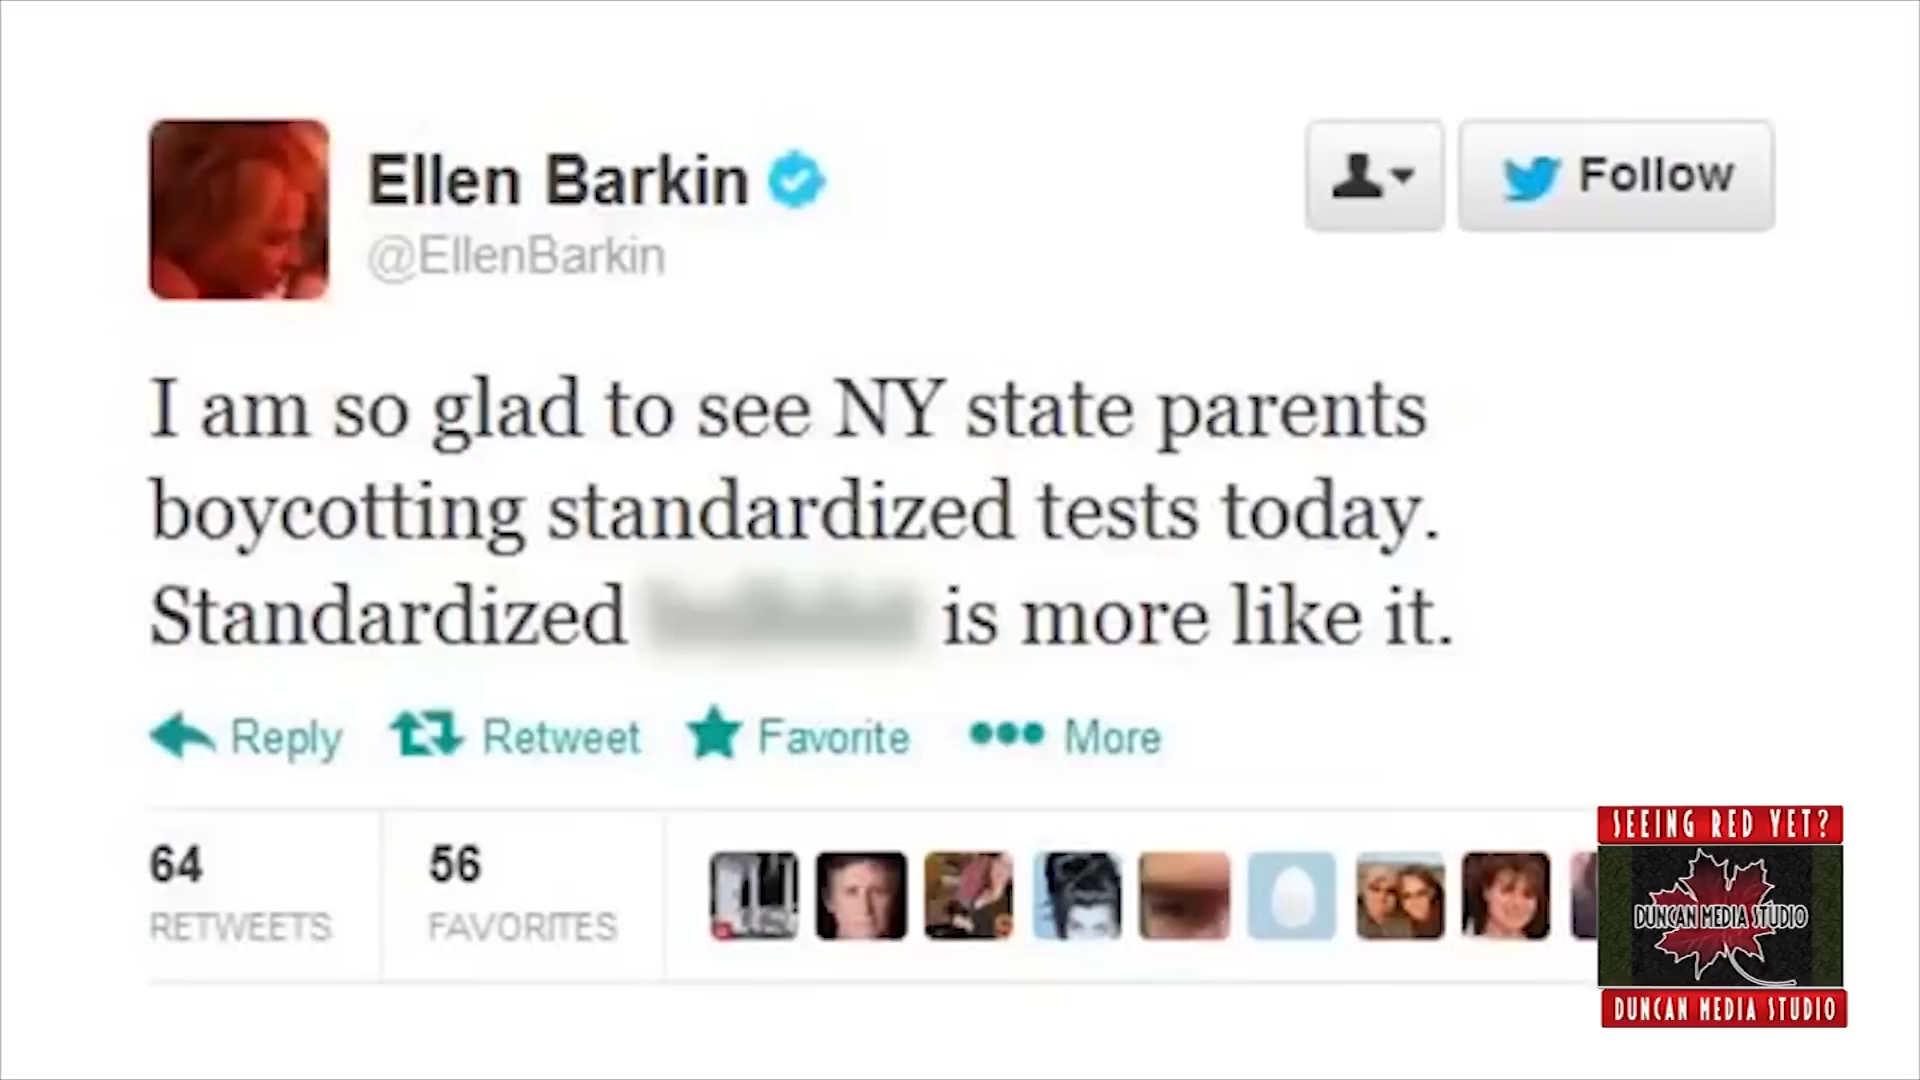 Ellen Barkin
@EllenBarkin
Follow
I am so glad to see NY state parents
boycotting standardized tests today.
Standardized is more like it.
Reply Retweet Favorite More
64
RETWEETS
56
FAVORITES
SEEING RED YET?
DUNCAN MEDIA STUDIO
DUNCAN MEDIA STUDIO